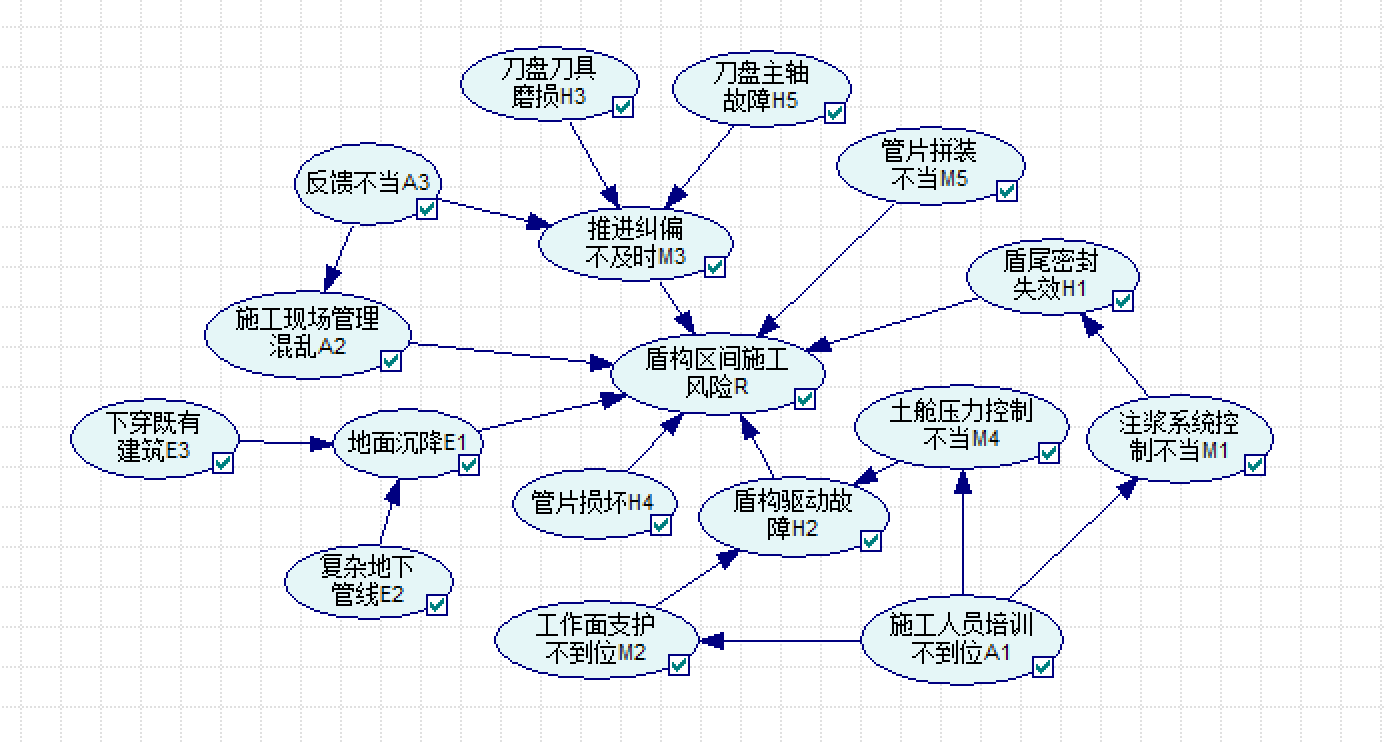 刀盘刀具
磨损H3
刀盘主轴
故障H5
管片拼装
不当M5
反馈不当A3
推进纠偏
不及时M3
盾尾密封
失效H1
施工现场管理
混乱A2
盾构区间施工
风险R
下穿既有
建筑E3
地面沉降E1
土舱压力控制
不当M4
注浆系统控
制不当M1
管片损坏H4
盾构驱动故
障H2
复杂地下
管线E2
工作面支护
不到位M2
施工人员培训
不到位A1